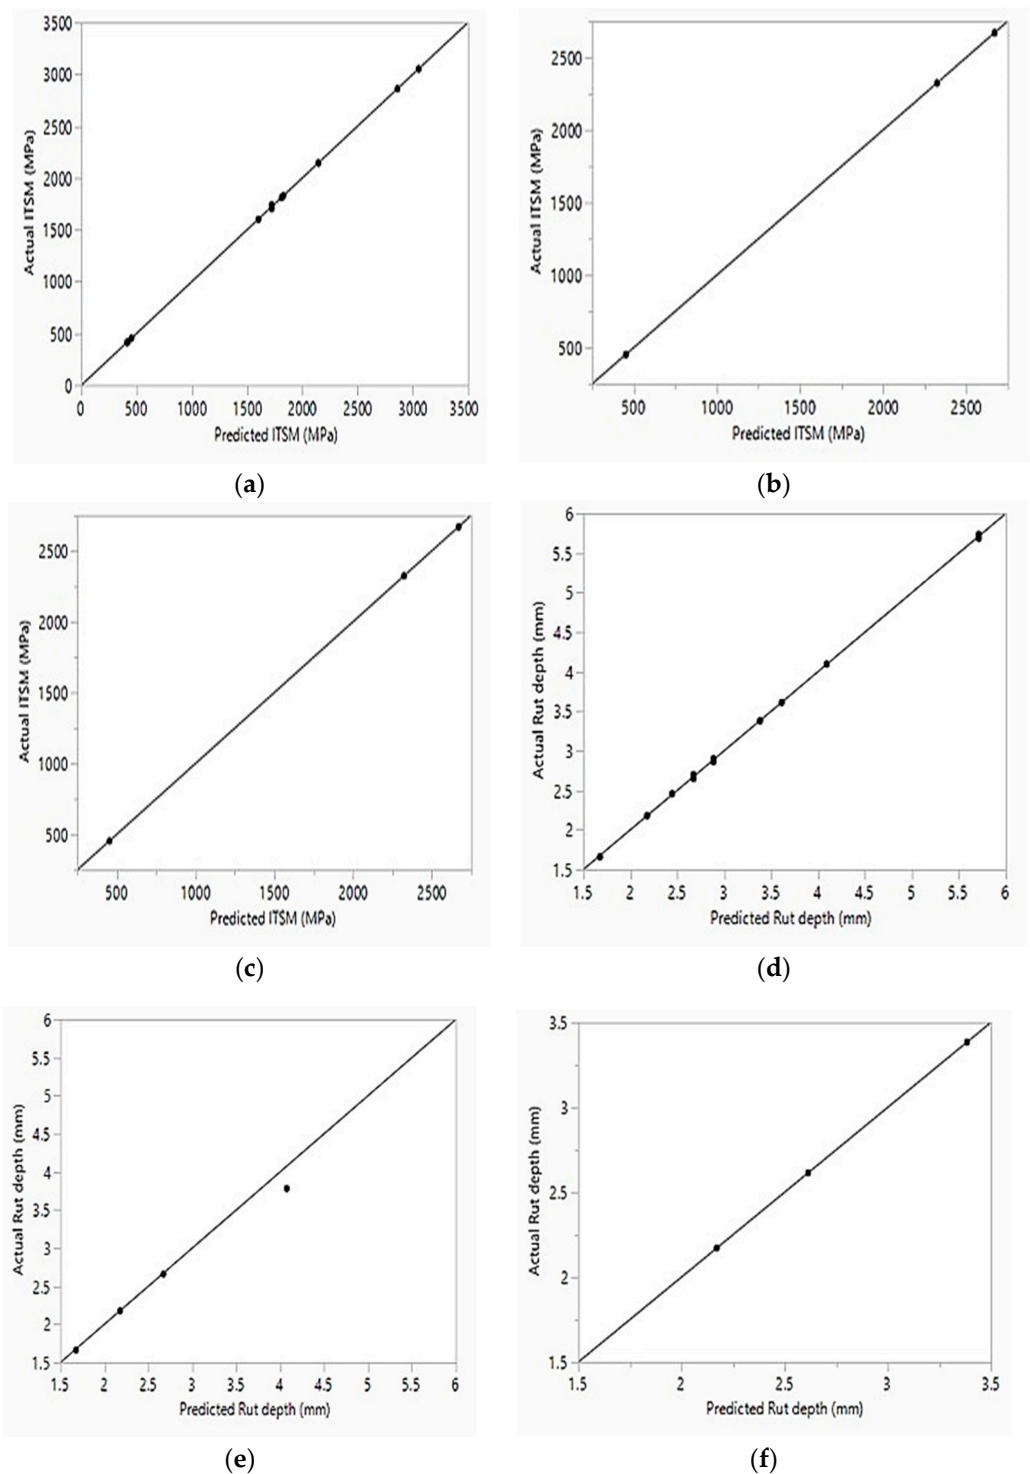 3500
3000
2500
2000
1500
1000
500
0
Actual ITSM (MPa)
0 500 1000 1500 2000 2500 3000 3500
Predicted ITSM (MPa)
(a)
2500
2000
1500
1000
500
Actual ITSM (MPa)
500 1000 1500 2000 2500
Predicted ITSM (MPa)
(b)
2500
2000
1500
1000
500
Actual ITSM (MPa)
500 1000 1500 2000 2500
Predicted ITSM (MPa)
(c)
6
5.5
5
4.5
4
3.5
3
2.5
2
1.5
Actual Rut depth (mm)
2 2.5 3 3.5 4 4.5 5 5.5 6
Predicted Rut depth (mm)
(d)
6
5.5
5
4.5
4
3.5
3
2.5
2
1.5
Actual Rut depth (mm)
1.5 2 2.5 3 3.5 4 4.5 5 5.5 6
Predicted Rut depth (mm)
(e)
3.5
3
2.5
2
1.5
Actual Rut depth (mm)
1.5 2 2.5 3 3.5
Predicted Rut depth (mm)
(f)